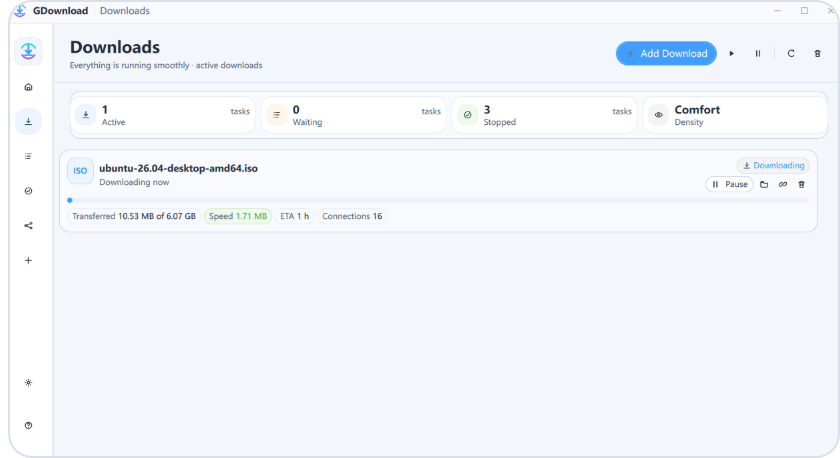 GDownload Downloads
Downloads
Everything is running smoothly · active downloads
+ Add Download
1 tasks
Active
0
Waiting
3 tasks
Stopped
Comfort
Density
ISO
ubuntu-26.04-desktop-amd64.iso
Downloading now
Downloading
Pause
Transferred 10.53 MB of 6.07 GB Speed 1.71 MB ETA 1 h Connections 16